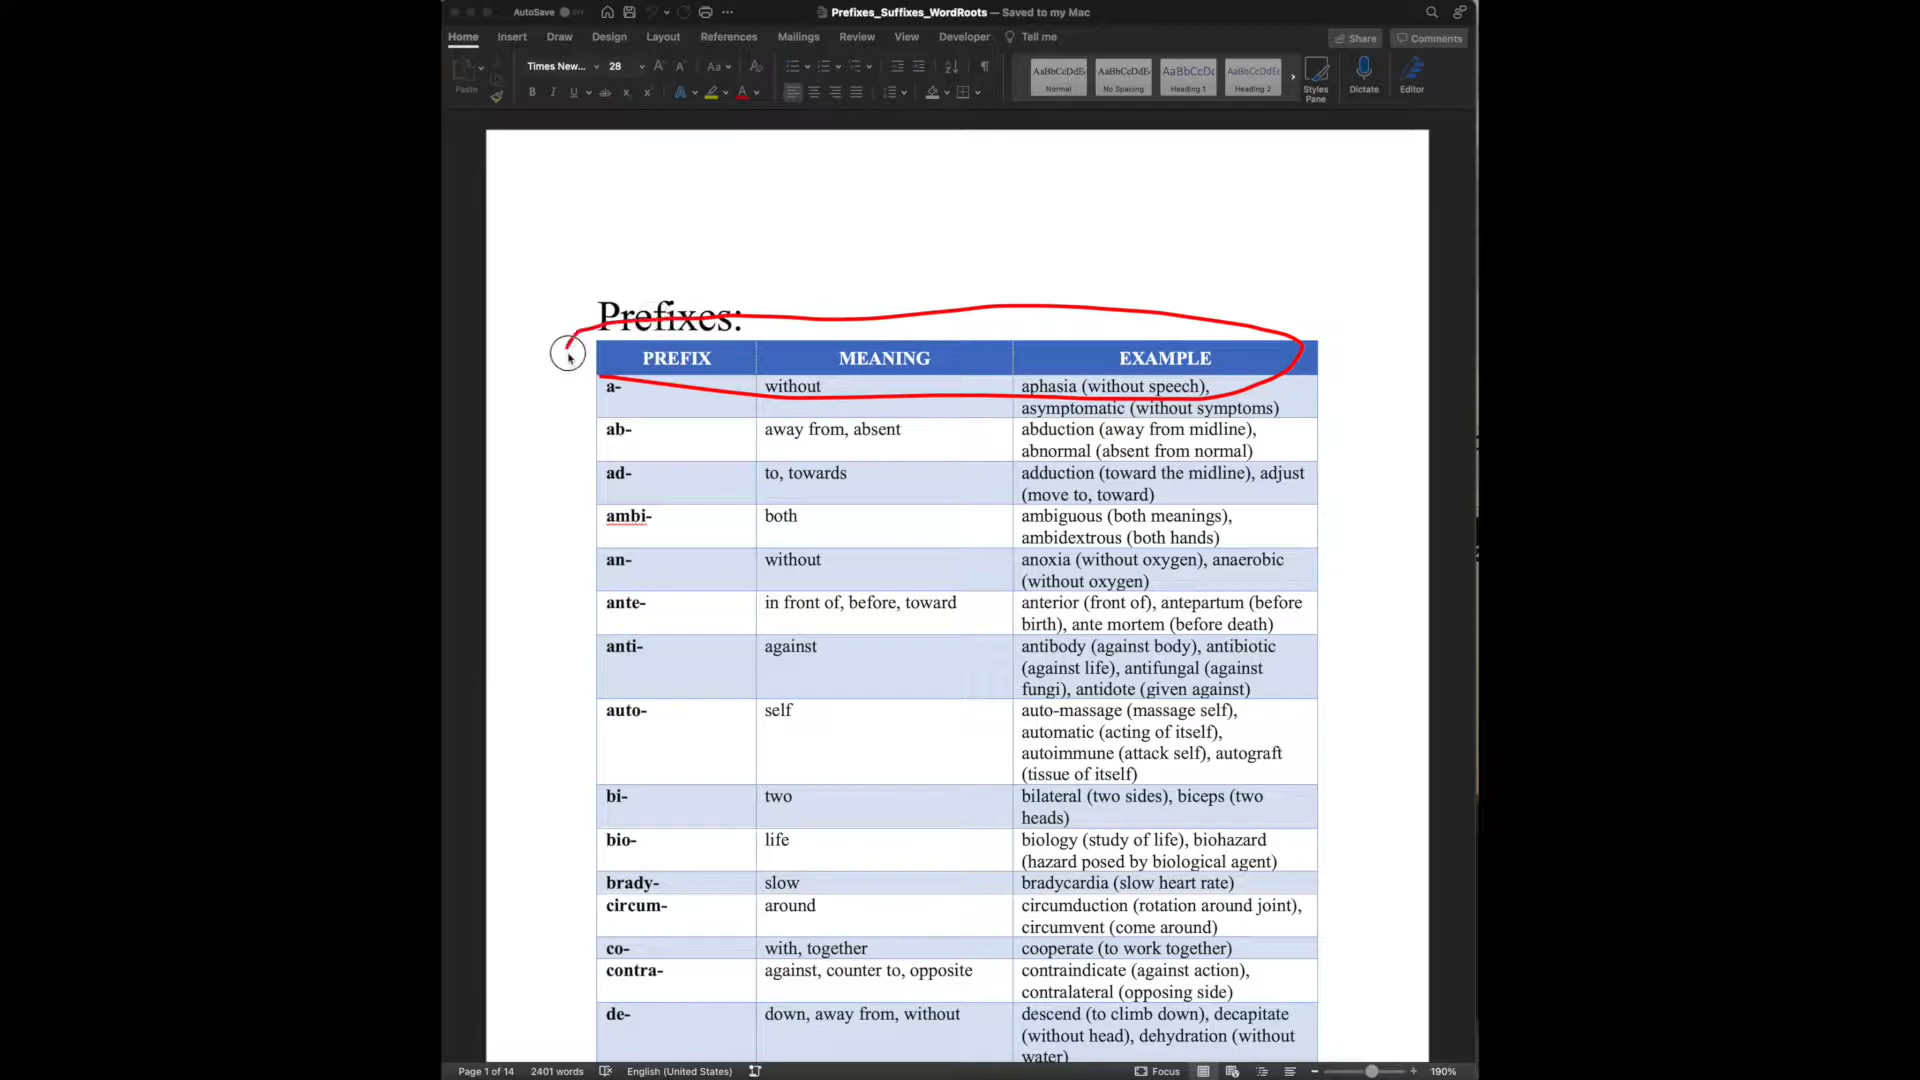 AutoSave OFF Prefixes_Suffixes_WordRoots — Saved to my Mac
Home Insert Draw Design Layout References Mailings Review View Developer Tell me Share Comments
Paste Times New... 28 AaBbCcDdE AaBbCcDdE AaBbCcDc AaBbCcDdE
Normal No Spacing Heading 1 Heading 2 Styles Pane Dictate Editor
Prefixes:
PREFIX MEANING EXAMPLE
a- without aphasia (without speech),
asymptomatic (without symptoms)
ab- away from, absent abduction (away from midline),
abnormal (absent from normal)
ad- to, towards adduction (toward the midline), adjust
(move to, toward)
ambi- both ambiguous (both meanings),
ambidextrous (both hands)
an- without anoxia (without oxygen), anaerobic
(without oxygen)
ante- in front of, before, toward anterior (front of), antepartum (before
birth), ante mortem (before death)
anti- against antibody (against body), antibiotic
(against life), antifungal (against
fungi), antidote (given against)
auto- self auto-massage (massage self),
automatic (acting of itself),
autoimmune (attack self), autograft
(tissue of itself)
bi- two bilateral (two sides), biceps (two
heads)
bio- life biology (study of life), biohazard
(hazard posed by biological agent)
brady- slow bradycardia (slow heart rate)
circum- around circumduction (rotation around joint),
circumvent (come around)
co- with, together cooperate (to work together)
contra- against, counter to, opposite contraindicate (against action),
contralateral (opposing side)
de- down, away from, without descend (to climb down), decapitate
(without head), dehydration (without
water)
Page 1 of 14 2401 words English (United States) Focus 190%